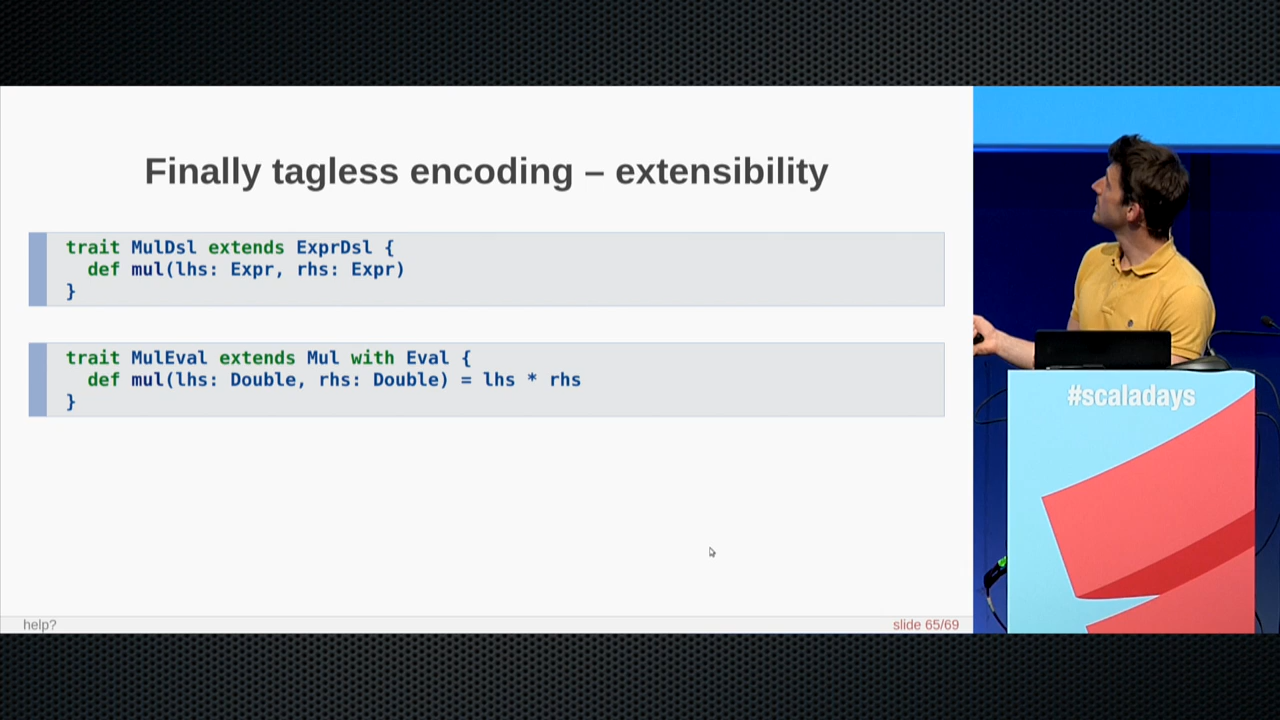 Finally tagless encoding – extensibility
trait MulDsl extends ExprDsl {
def mul(lhs: Expr, rhs: Expr)
}
trait MulEval extends Mul with Eval {
def mul(lhs: Double, rhs: Double) = lhs * rhs
}
#scaladays
help?
slide 65/69